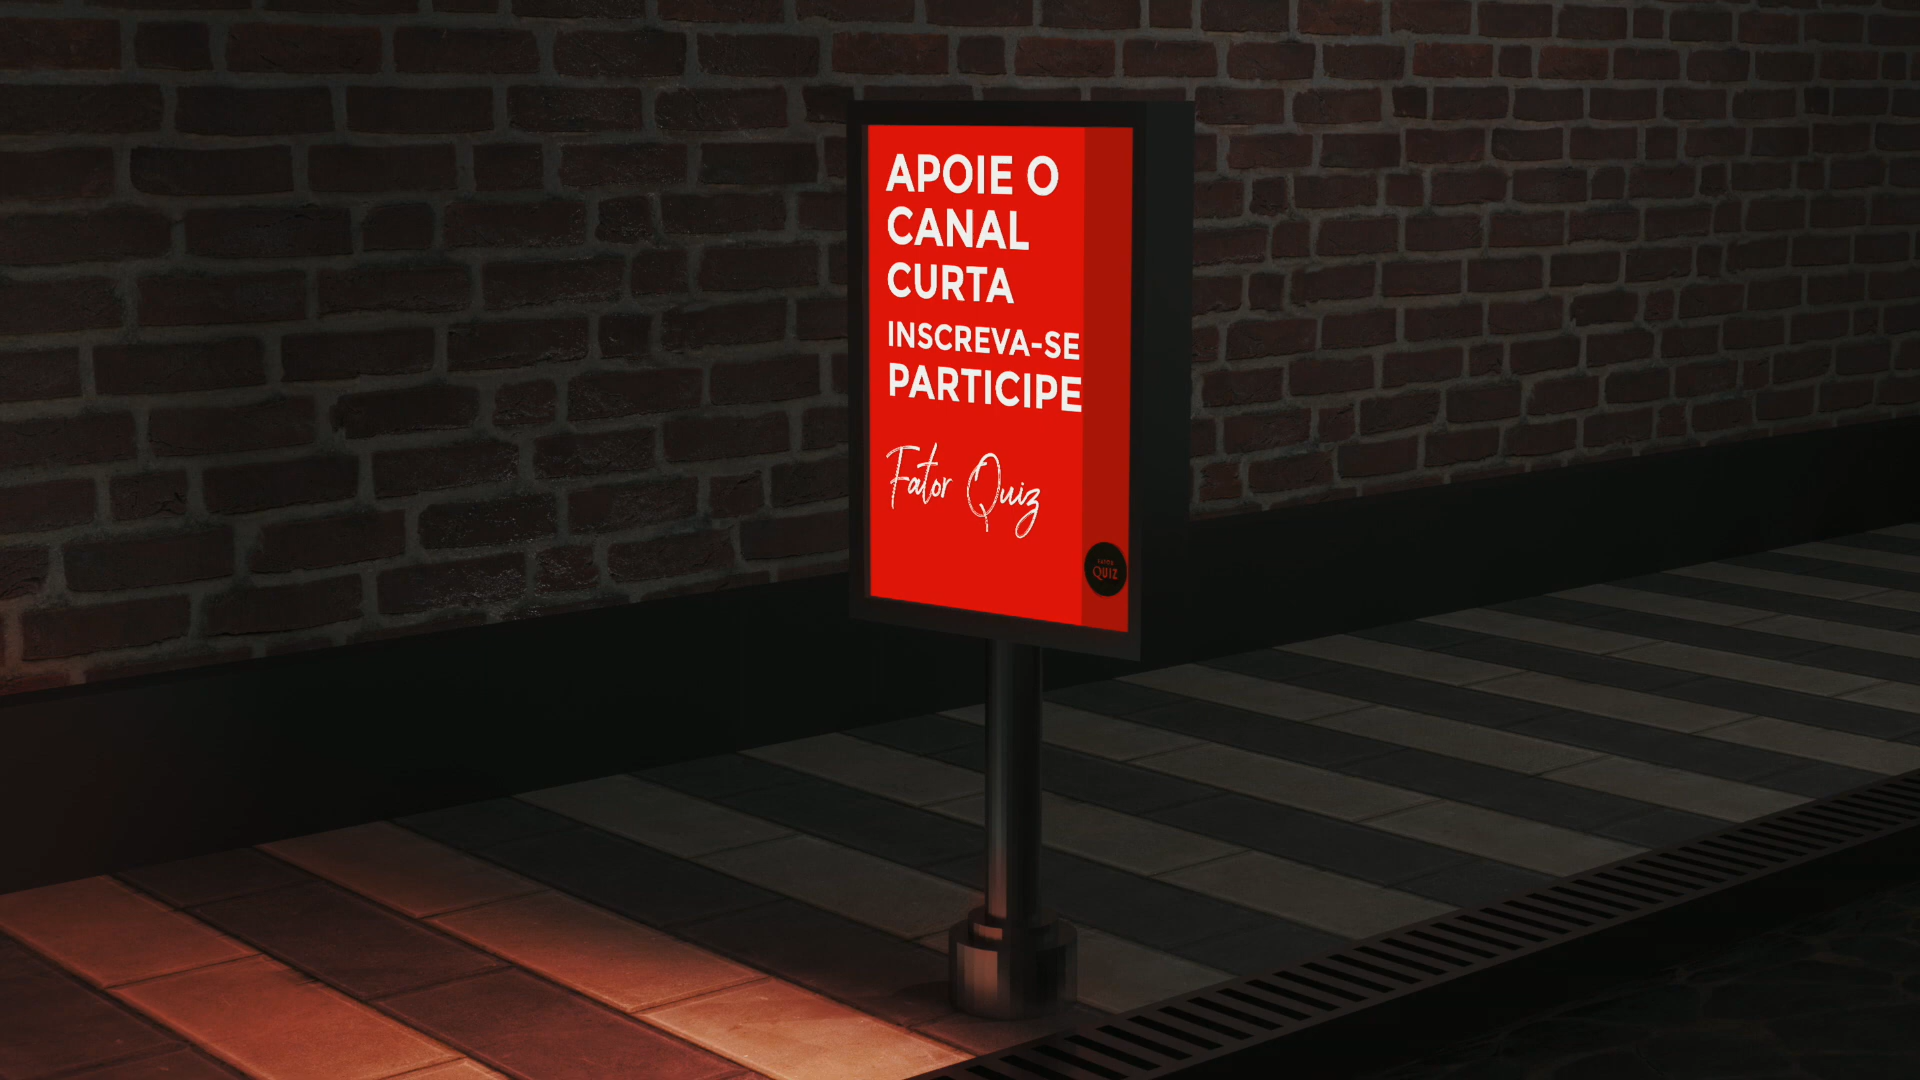 APOIE O
CANAL
CURTA
INSCREVA-SE
PARTICIPE
Fator Quiz
QUIZ